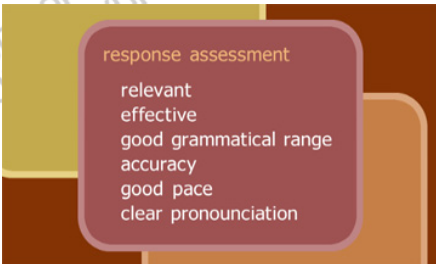 response assessment
relevant
effective
good grammatical range
accuracy
good pace
clear pronounciation